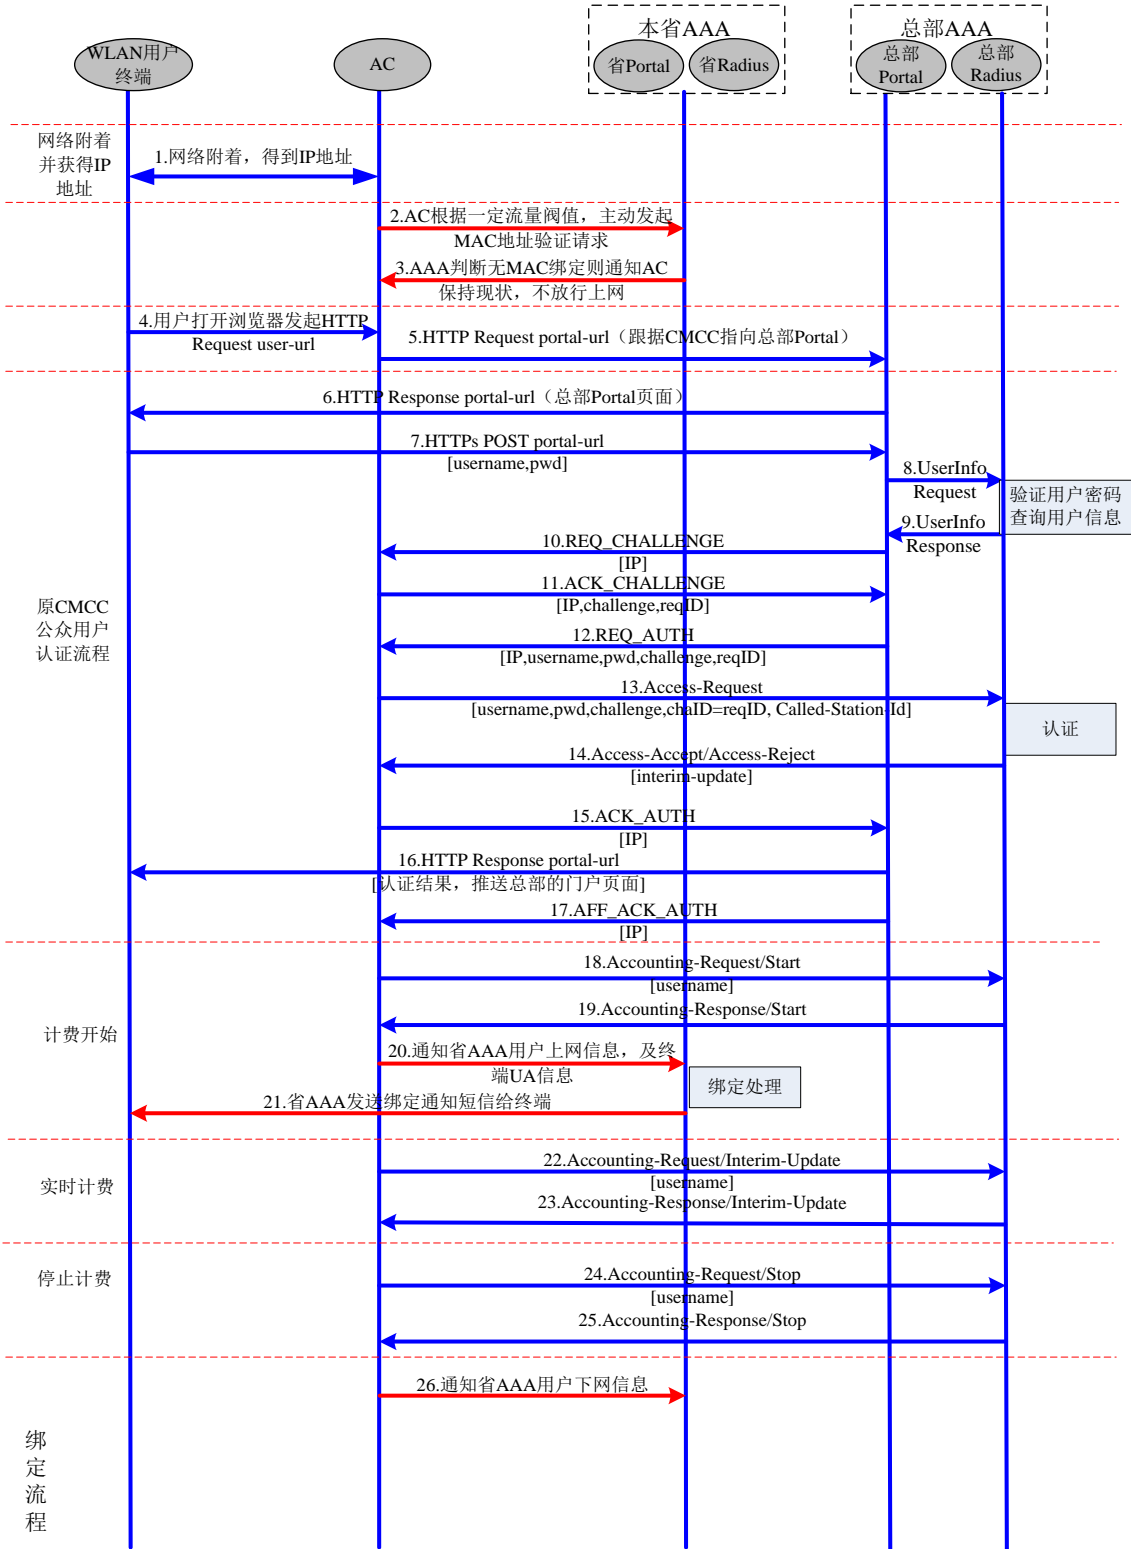 本省AAA
总部AAA
WLAN用户
终端
AC
省Portal
省Radius
总部
Portal
总部
Radius
网络附着
并获得IP
地址
1.网络附着，得到IP地址
2.AC根据一定流量阀值，主动发起
MAC地址验证请求
3.AAA判断无MAC绑定则通知AC
保持现状，不放行上网
4.用户打开浏览器发起HTTP
Request user-url
5.HTTP Request portal-url（跟据CMCC指向总部Portal）
6.HTTP Response portal-url（总部Portal页面）
7.HTTPs POST portal-url
[username,pwd]
8.UserInfo
Request
验证用户密码
查询用户信息
9.UserInfo
Response
10.REQ_CHALLENGE
[IP]
11.ACK_CHALLENGE
[IP,challenge,reqID]
原CMCC
公众用户
认证流程
12.REQ_AUTH
[IP,username,pwd,challenge,reqID]
13.Access-Request
[username,pwd,challenge,chaID=reqID, Called-Station-Id]
认证
14.Access-Accept/Access-Reject
[interim-update]
15.ACK_AUTH
[IP]
16.HTTP Response portal-url
[认证结果，推送总部的门户页面]
17.AFF_ACK_AUTH
[IP]
18.Accounting-Request/Start
[username]
19.Accounting-Response/Start
计费开始
20.通知省AAA用户上网信息，及终
端UA信息
绑定处理
21.省AAA发送绑定通知短信给终端
22.Accounting-Request/Interim-Update
[username]
实时计费
23.Accounting-Response/Interim-Update
停止计费
24.Accounting-Request/Stop
[username]
25.Accounting-Response/Stop
26.通知省AAA用户下网信息
绑
定
流
程